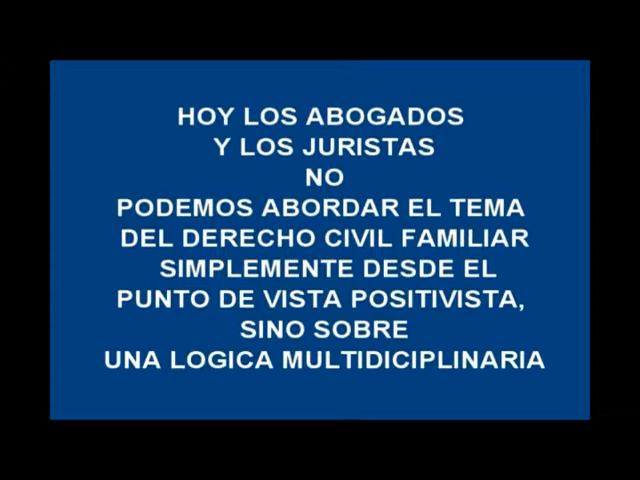 HOY LOS ABOGADOS
Y LOS JURISTAS
NO
PODEMOS ABORDAR EL TEMA
DEL DERECHO CIVIL FAMILIAR
SIMPLEMENTE DESDE EL
PUNTO DE VISTA POSITIVISTA,
SINO SOBRE
UNA LOGICA MULTIDICIPLINARIA